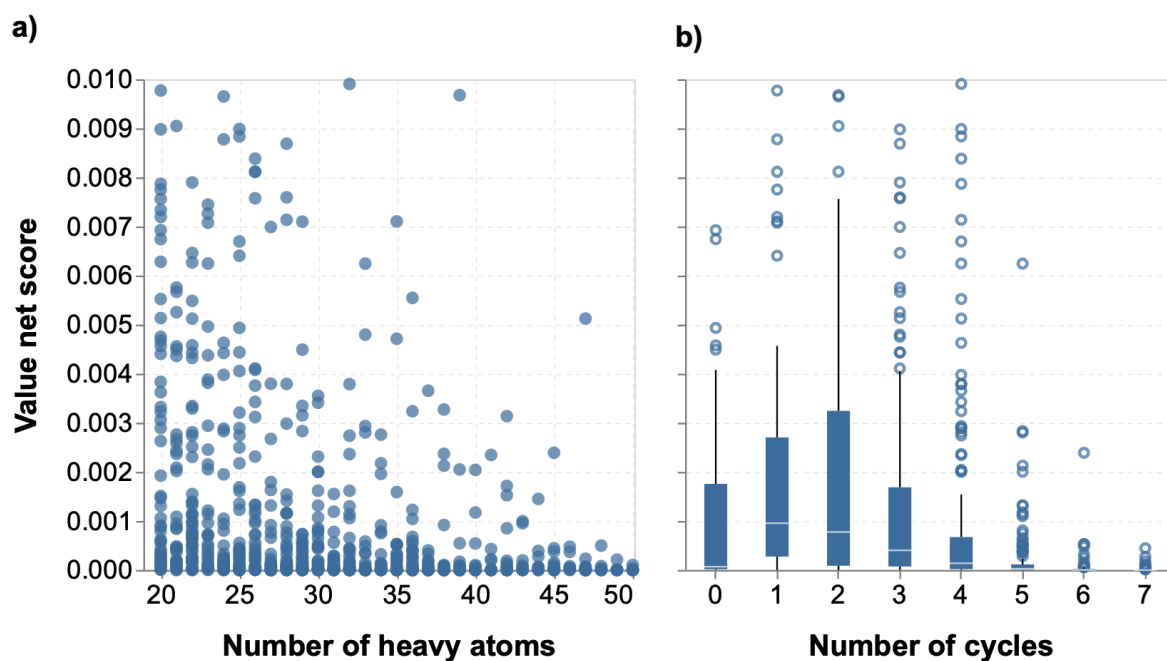 a)
b)
Value net score
0.010
0.009
0.008
0.007
0.006
0.005
0.004
0.003
0.002
0.001
0.000
20 25 30 35 40 45 50
Number of heavy atoms
0 1 2 3 4 5 6 7
Number of cycles